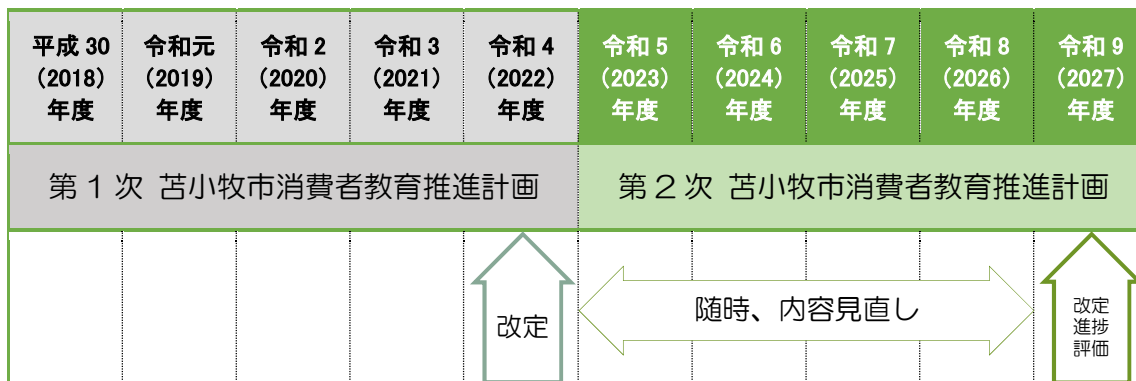 平成 30
（2018）
年度
令和元
（2019）
年度
令和 2
（2020）
年度
令和 3
（2021）
年度
令和 4
（2022）
年度
令和 5
（2023）
年度
令和 6
（2024）
年度
令和 7
（2025）
年度
令和 8
（2026）
年度
令和 9
（2027）
年度
第 1 次 苫小牧市消費者教育推進計画
第 2 次 苫小牧市消費者教育推進計画
改定
随時、内容見直し
改定
進捗
評価